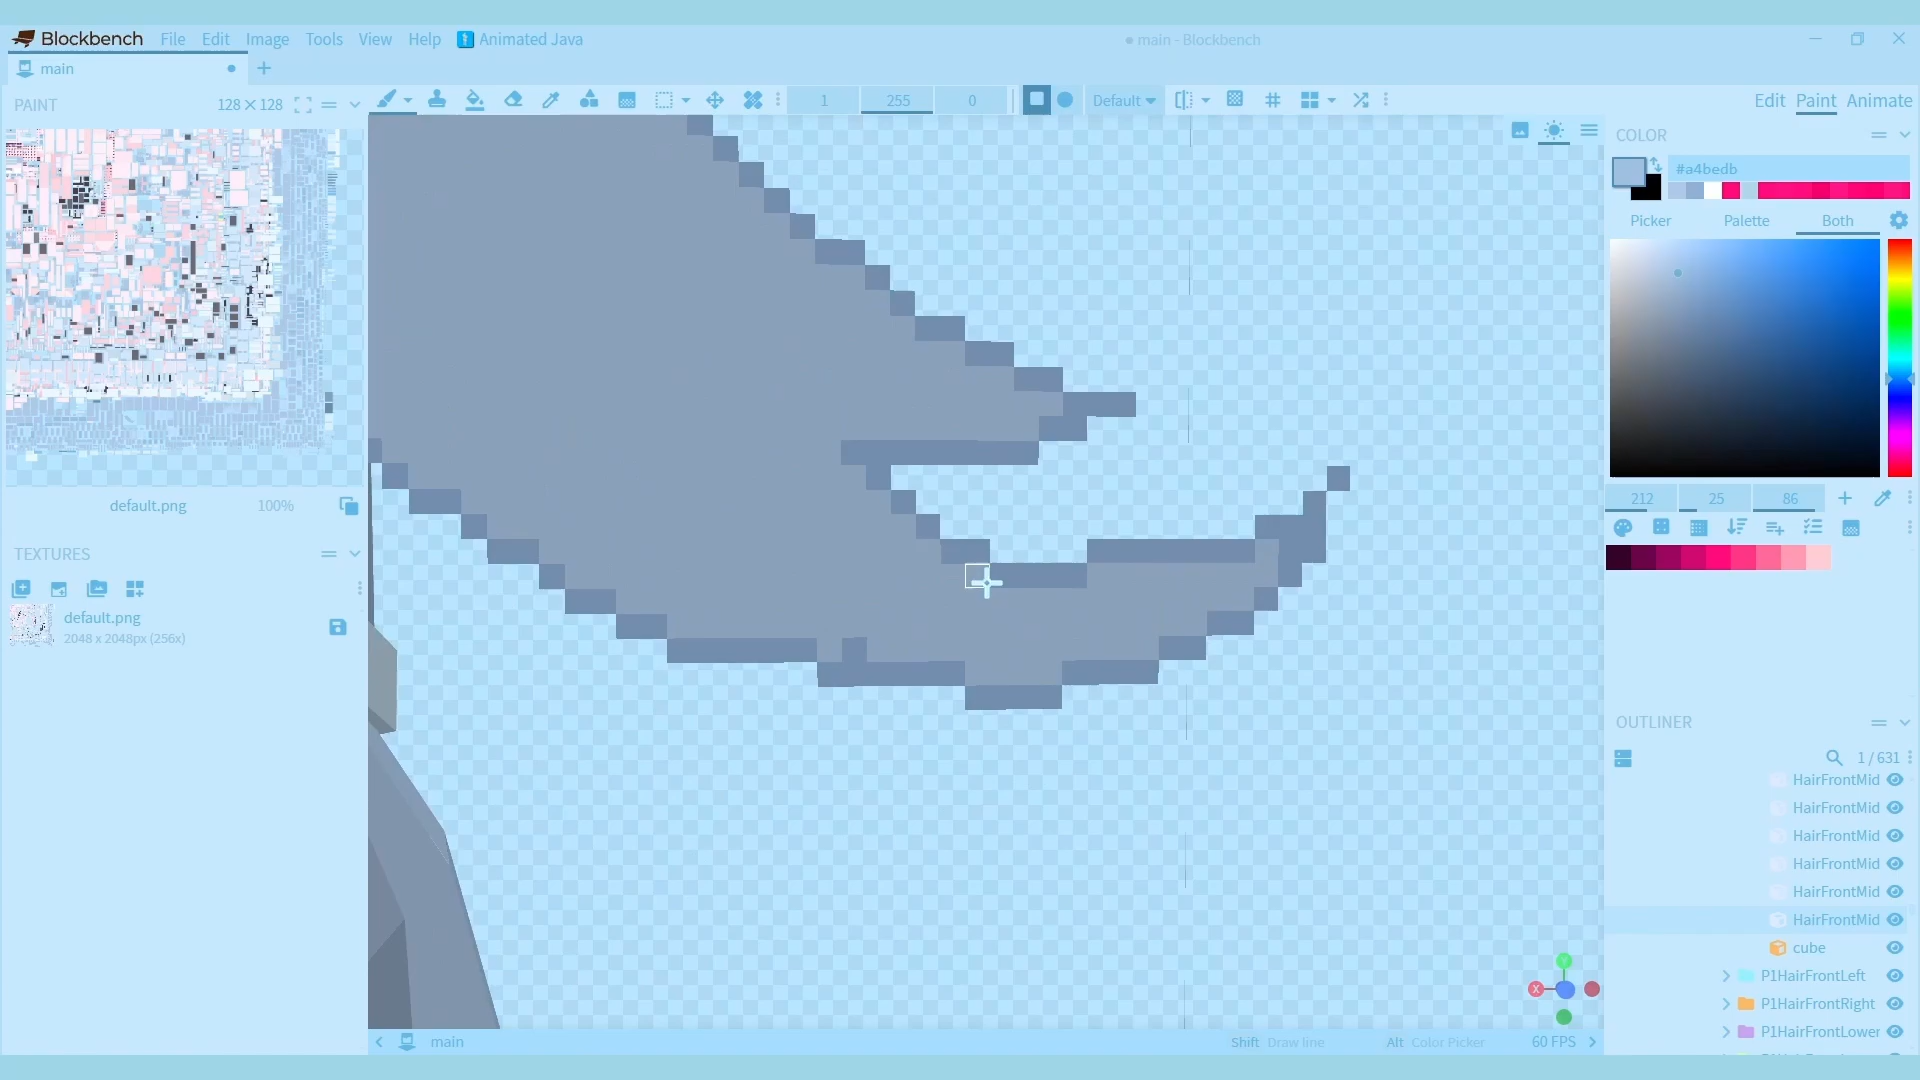 Blockbench File Edit Image Tools View Help Animated Java
main - Blockbench
main
PAINT 128 × 128
1 255 0 Default
Edit Paint Animate
COLOR
#a4bedb
Picker Palette Both
212 25 86
default.png 100%
TEXTURES
default.png
2048 x 2048px (256x)
OUTLINER
1 / 631
HairFrontMid
HairFrontMid
HairFrontMid
HairFrontMid
HairFrontMid
HairFrontMid
cube
P1HairFrontLeft
P1HairFrontRight
P1HairFrontLower
Y
X
main
Shift Draw line Alt Color Picker 60 FPS